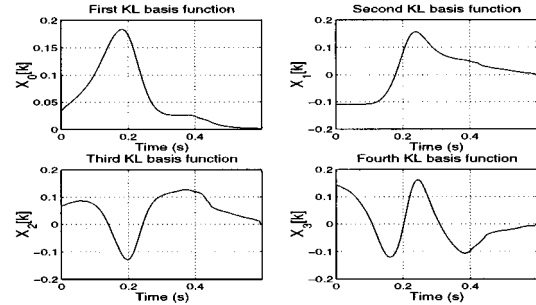 First KL basis function
0.2
0.15
0.1
0.05
0
X0[k]
0 0.2 0.4
Time (s)
Second KL basis function
0.2
0.1
0
-0.1
-0.2
X1[k]
0 0.2 0.4
Time (s)
Third KL basis function
0.2
0.1
0
-0.1
-0.2
X2[k]
0 0.2 0.4
Time (s)
Fourth KL basis function
0.2
0.1
0
-0.1
-0.2
X3[k]
0 0.2 0.4
Time (s)